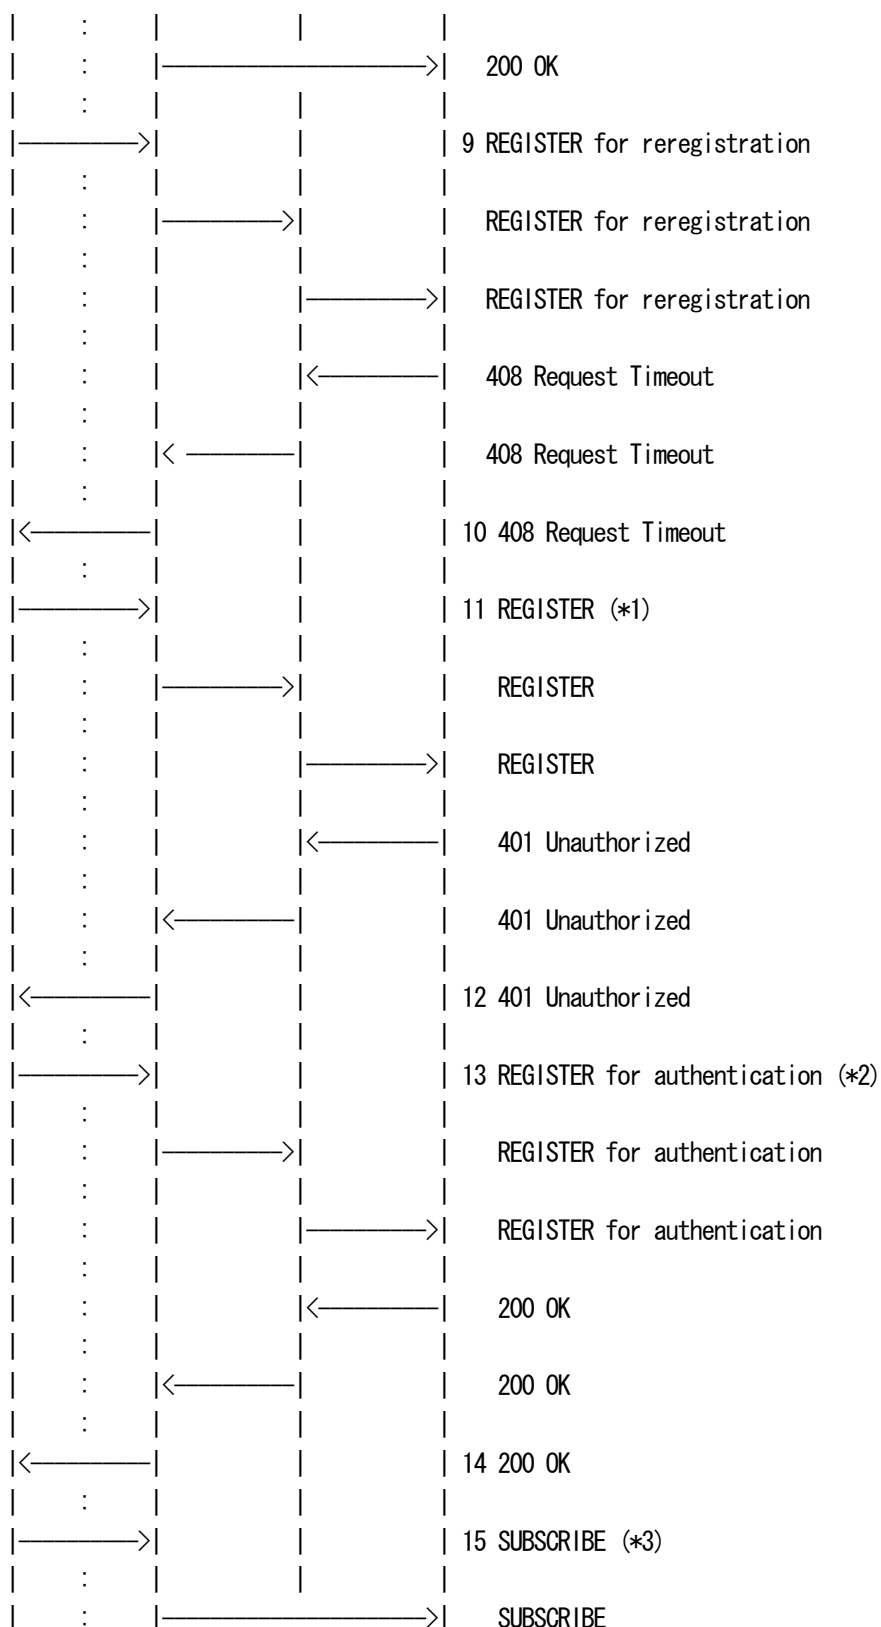 200 OK
9 REGISTER for reregistration
REGISTER for reregistration
REGISTER for reregistration
408 Request Timeout
408 Request Timeout
10 408 Request Timeout
11 REGISTER (*1)
REGISTER
REGISTER
401 Unauthorized
401 Unauthorized
12 401 Unauthorized
13 REGISTER for authentication (*2)
REGISTER for authentication
REGISTER for authentication
200 OK
200 OK
14 200 OK
15 SUBSCRIBE (*3)
SUBSCRIBE